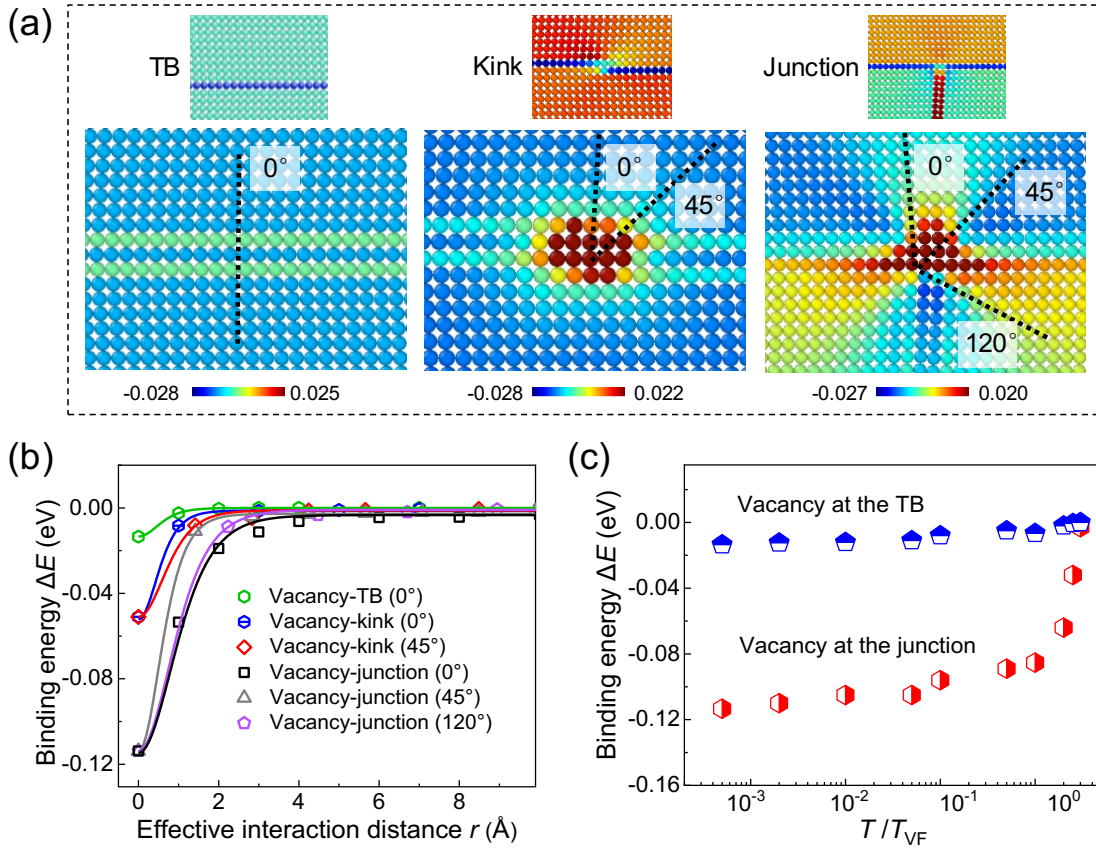 (a)
TB
Kink
Junction
0°
0°
45°
0°
45°
120°
-0.028 0.025
-0.028 0.022
-0.027 0.020
(b)
0.00
-0.04
-0.08
-0.12
Binding energy ΔE (eV)
Vacancy-TB (0°)
Vacancy-kink (0°)
Vacancy-kink (45°)
Vacancy-junction (0°)
Vacancy-junction (45°)
Vacancy-junction (120°)
0 2 4 6 8
Effective interaction distance r (Å)
(c)
0.00
-0.04
-0.08
-0.12
-0.16
Binding energy ΔE (eV)
Vacancy at the TB
Vacancy at the junction
10⁻³ 10⁻² 10⁻¹ 10⁰
T/T_VF